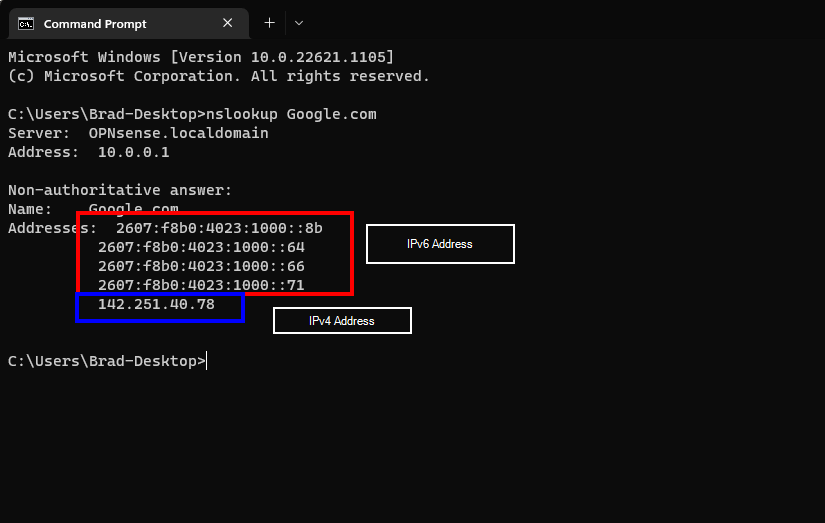 Command Prompt
Microsoft Windows [Version 10.0.22621.1105]
(c) Microsoft Corporation. All rights reserved.
C:\Users\Brad-Desktop>nslookup Google.com
Server:  OPNsense.localdomain
Address:  10.0.0.1
Non-authoritative answer:
Name:    Google.com
Addresses:  2607:f8b0:4023:1000::8b
2607:f8b0:4023:1000::64
2607:f8b0:4023:1000::66
2607:f8b0:4023:1000::71
142.251.40.78
IPv6 Address
IPv4 Address
C:\Users\Brad-Desktop>